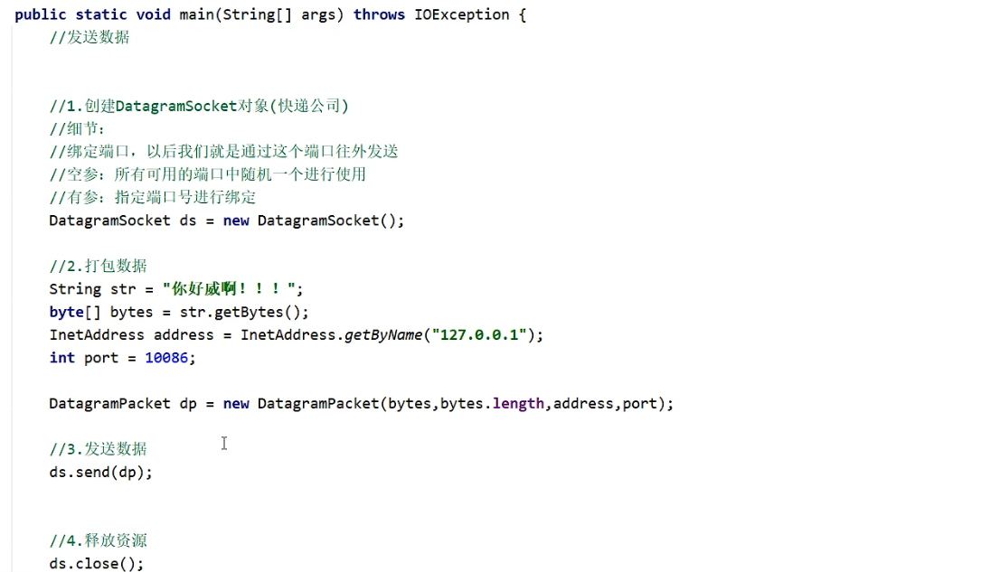 public static void main(String[] args) throws IOException {
//发送数据
//1.创建DatagramSocket对象(快递公司)
//细节：
//绑定端口，以后我们就是通过这个端口往外发送
//空参：所有可用的端口中随机一个进行使用
//有参：指定端口号进行绑定
DatagramSocket ds = new DatagramSocket();
//2.打包数据
String str = "你好威啊！！！";
byte[] bytes = str.getBytes();
InetAddress address = InetAddress.getByName("127.0.0.1");
int port = 10086;
DatagramPacket dp = new DatagramPacket(bytes,bytes.length,address,port);
//3.发送数据
ds.send(dp);
//4.释放资源
ds.close();